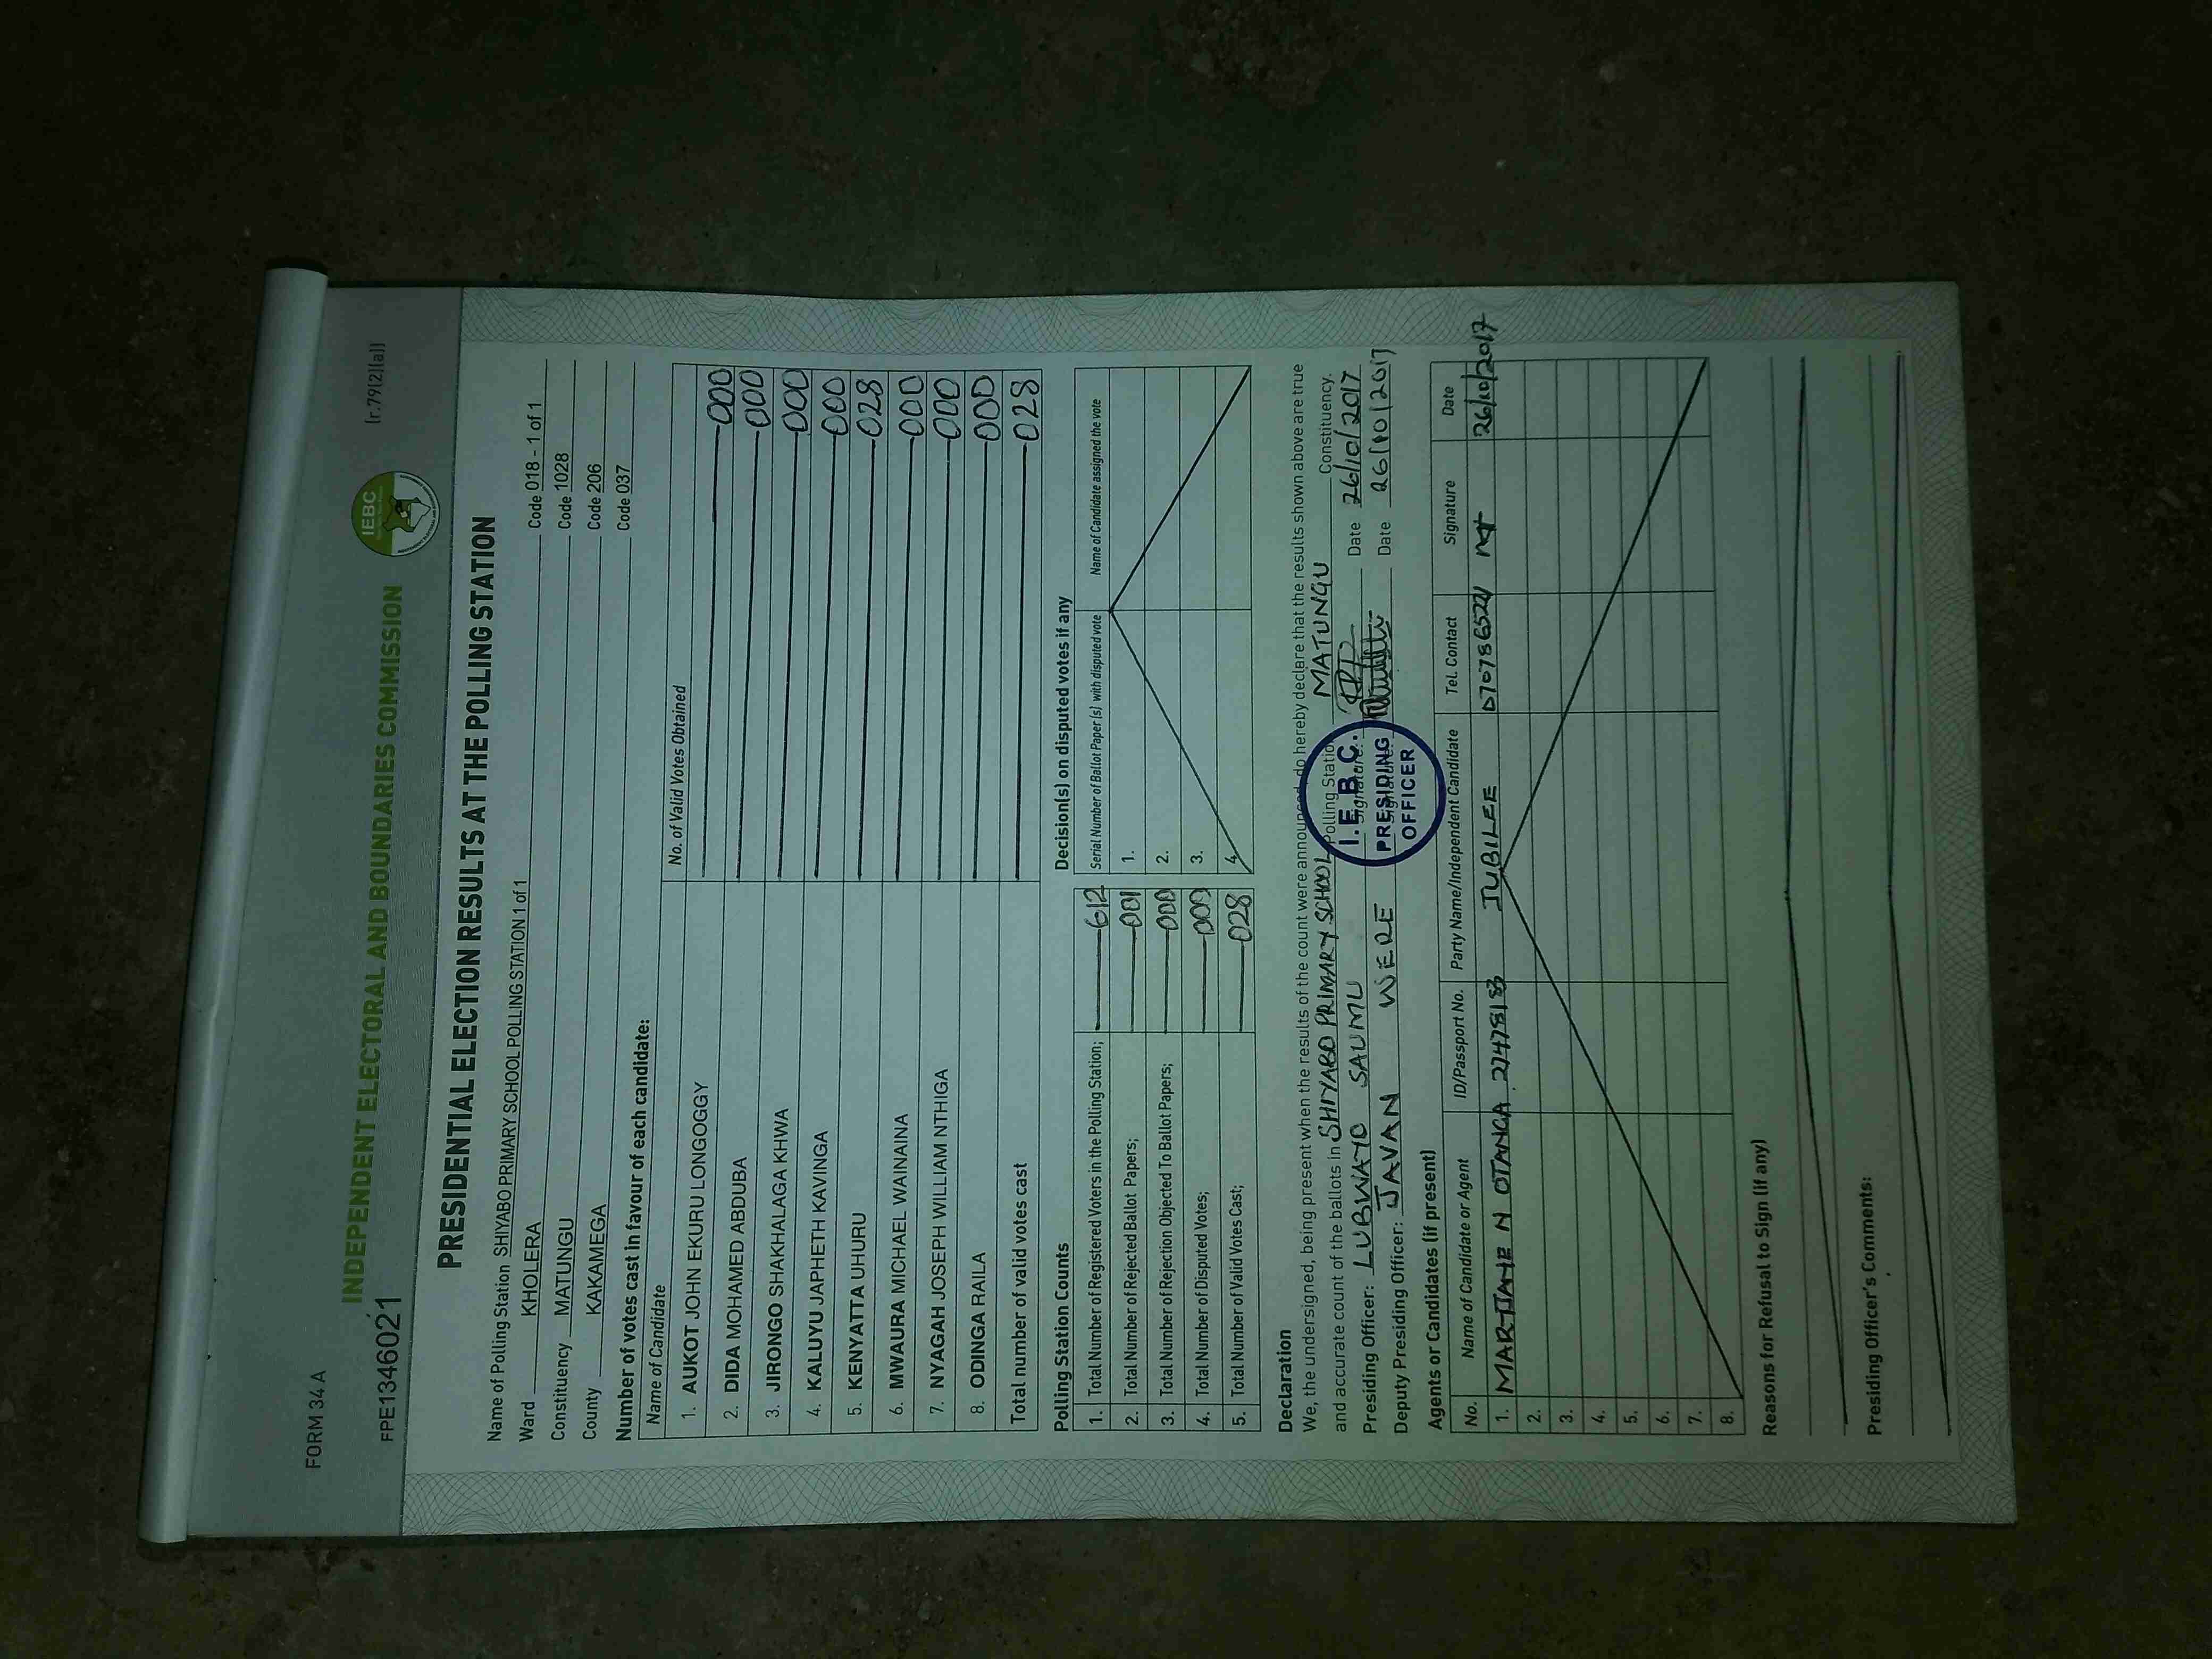 FORM 34 A
[r.79(2)(a)]
INDEPENDENT ELECTORAL AND BOUNDARIES COMMISSION
IEBC
FPE1346021
PRESIDENTIAL ELECTION RESULTS AT THE POLLING STATION
Name of Polling Station SHIYABO PRIMARY SCHOOL POLLING STATION 1 of 1
Ward KHOLERA Code 018 - 1 of 1
Constituency MATUNGU Code 1028
County KAKAMEGA Code 206
Code 037
Number of votes cast in favour of each candidate:
Name of Candidate No. of Valid Votes Obtained
1. AUKOT JOHN EKURU LONGOGGY 000
2. DIDA MOHAMED ABDUBA 000
3. JIRONGO SHAKHALAGA KHWA 000
4. KALUYU JAPHETH KAVINGA 000
5. KENYATTA UHURU 028
6. MWAURA MICHAEL WAINAINA 000
7. NYAGAH JOSEPH WILLIAM NTHIGA 000
8. ODINGA RAILA 000
Total number of valid votes cast 028
Polling Station Counts
1. Total Number of Registered Voters in the Polling Station; 612
2. Total Number of Rejected Ballot Papers; 001
3. Total Number of Rejection Objected To Ballot Papers; 000
4. Total Number of Disputed Votes;
5. Total Number of Valid Votes Cast; 028
Decision(s) on disputed votes if any
Serial Number of Ballot Paper (s) with disputed vote Name of Candidate assigned the vote
1.
2.
3.
4.
Declaration
We, the undersigned, being present when the results of the count were announced, do hereby declare that the results shown above are true
and accurate count of the ballots in SHIYABO PRIMARY SCHOOL Polling Station MATUNGU Constituency.
Presiding Officer: LUBWAYO SAUMU Signature: Date 26/10/2017
Deputy Presiding Officer: JAVAN WERE Date 26/10/2017
I.E.B.C.
PRESIDING
OFFICER
Agents or Candidates (if present)
No. Name of Candidate or Agent ID/Passport No. Party Name/Independent Candidate Tel. Contact Signature Date
1. N OTANGA JUBILEE 26/10/2017
2.
3.
4.
5.
6.
7.
8.
Reasons for Refusal to Sign (if any)
Presiding Officer's Comments: